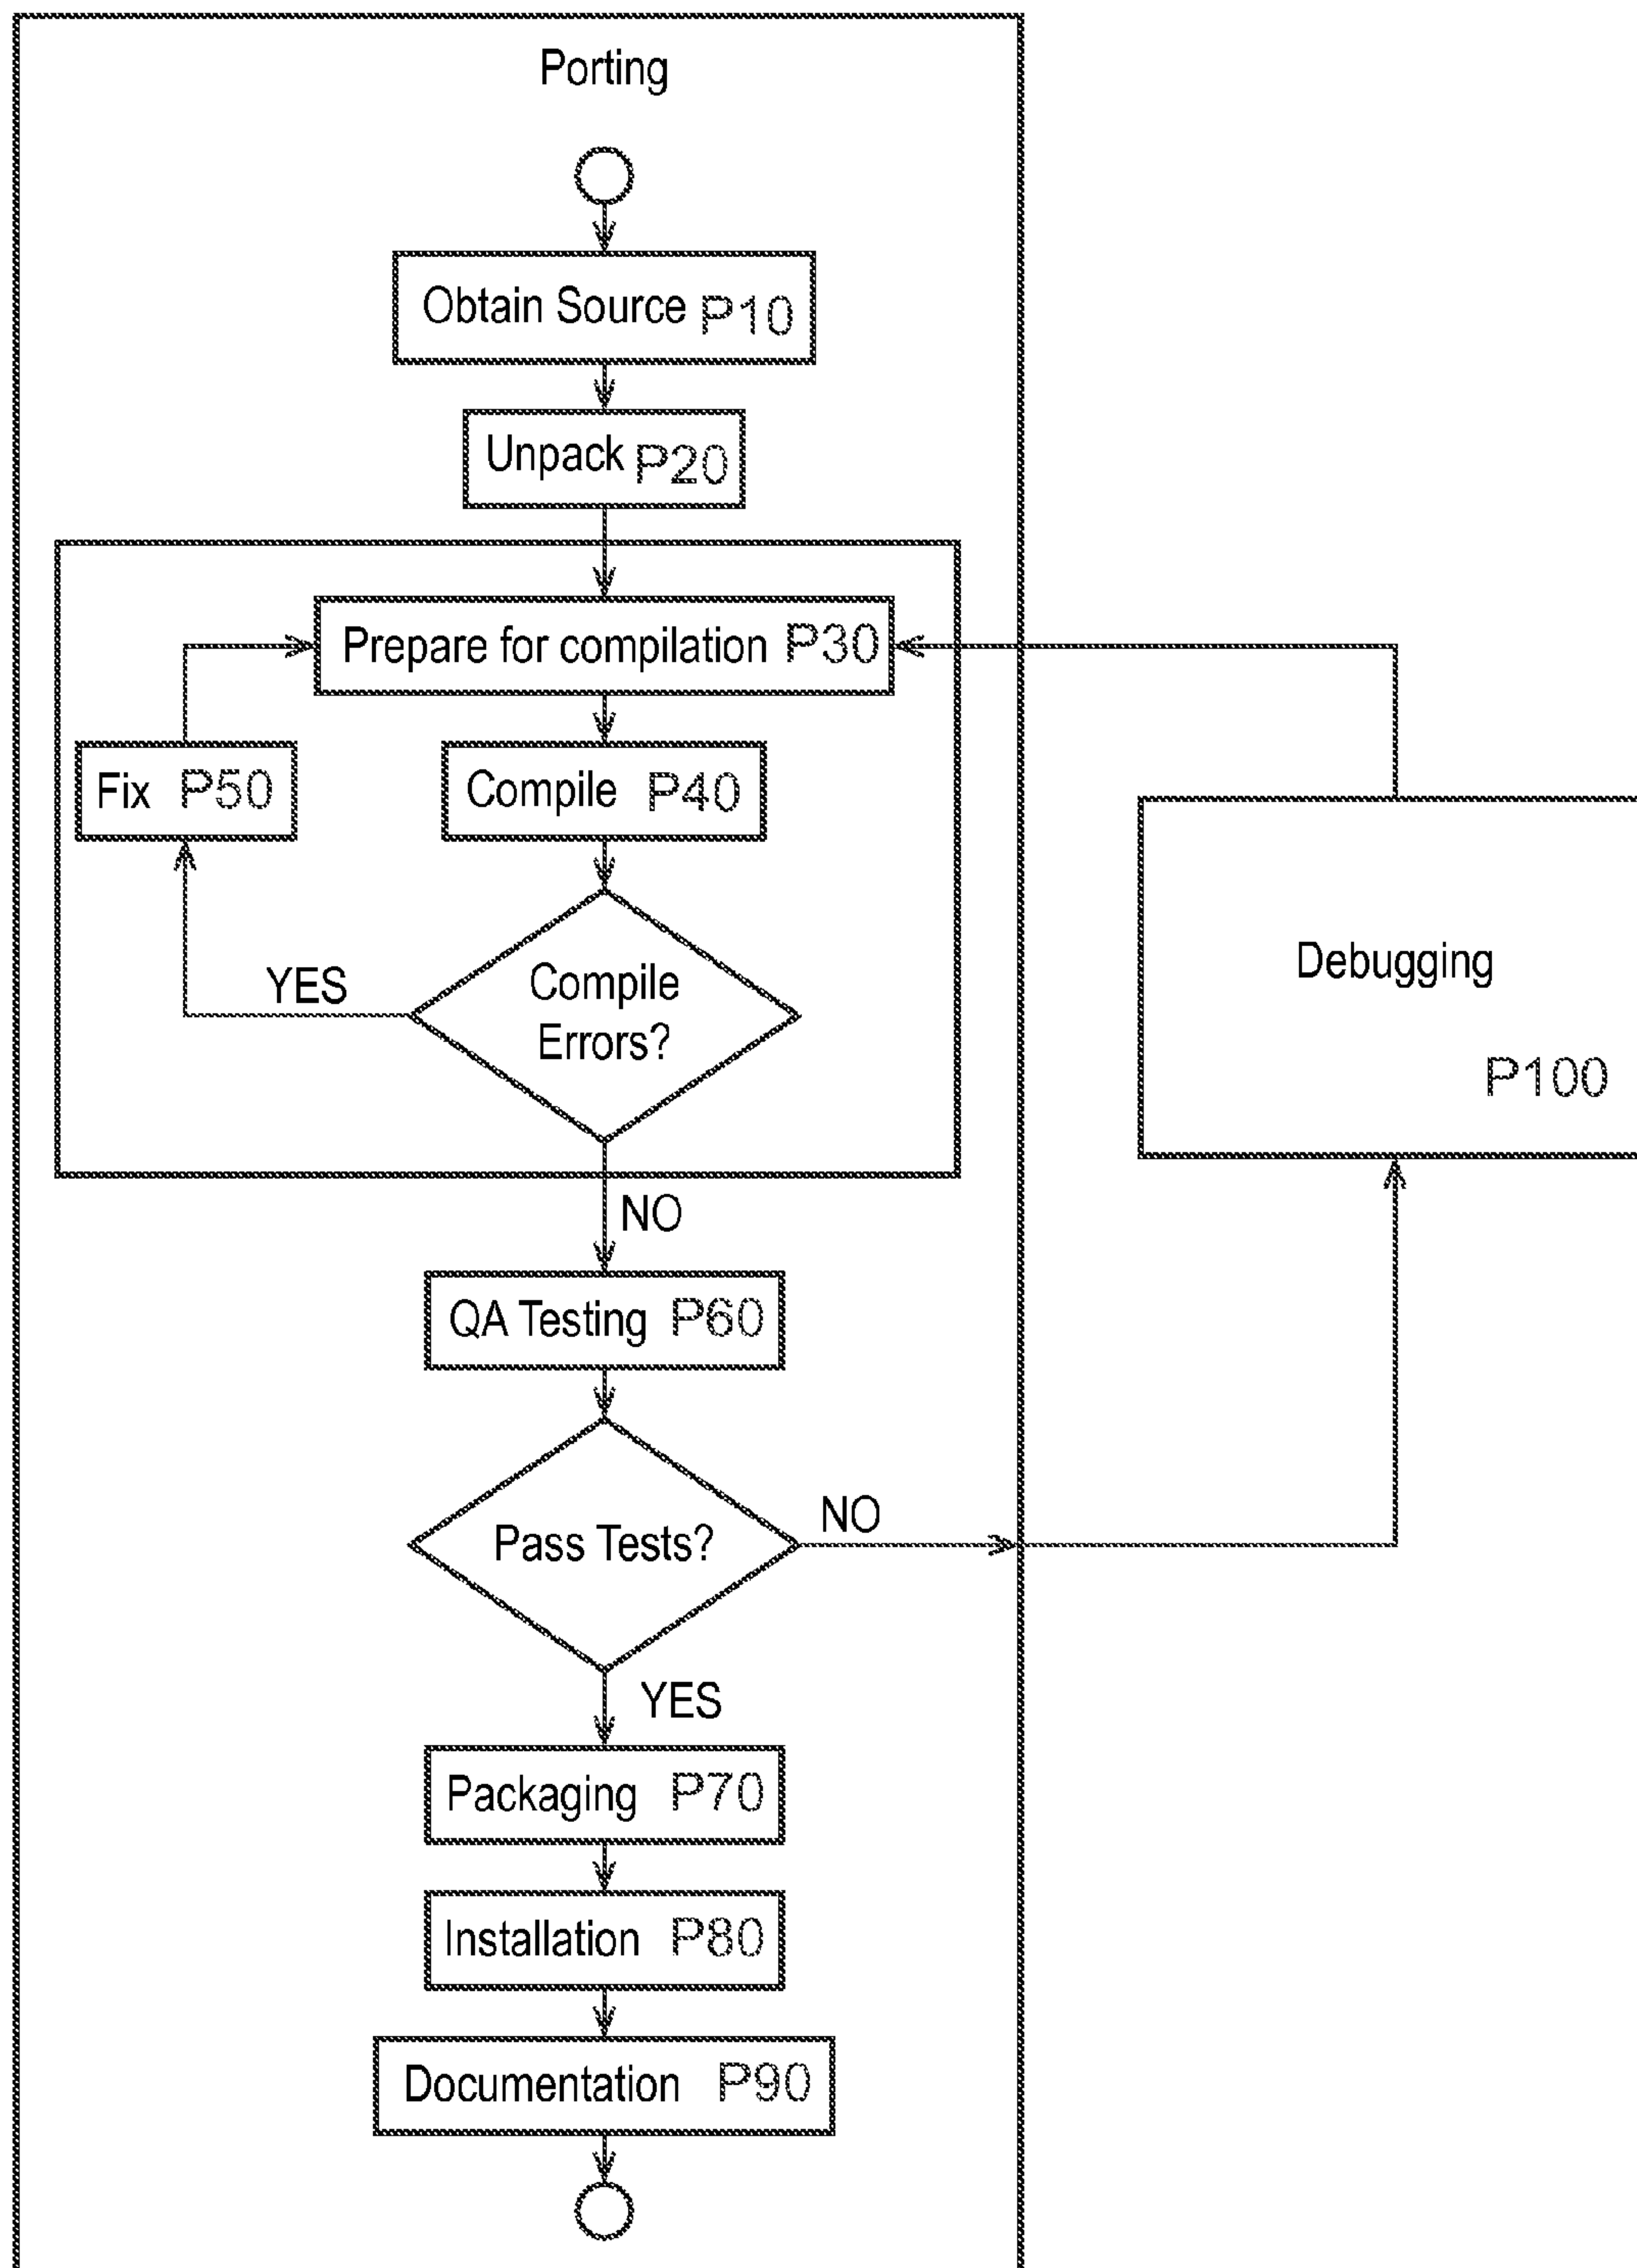 Porting
Obtain Source P10
Unpack P20
Prepare for compilation P30
Fix P50
Compile P40
YES
Compile
Errors?
Debugging
P100
NO
QA Testing P60
Pass Tests?
NO
YES
Packaging P70
Installation P80
Documentation P90